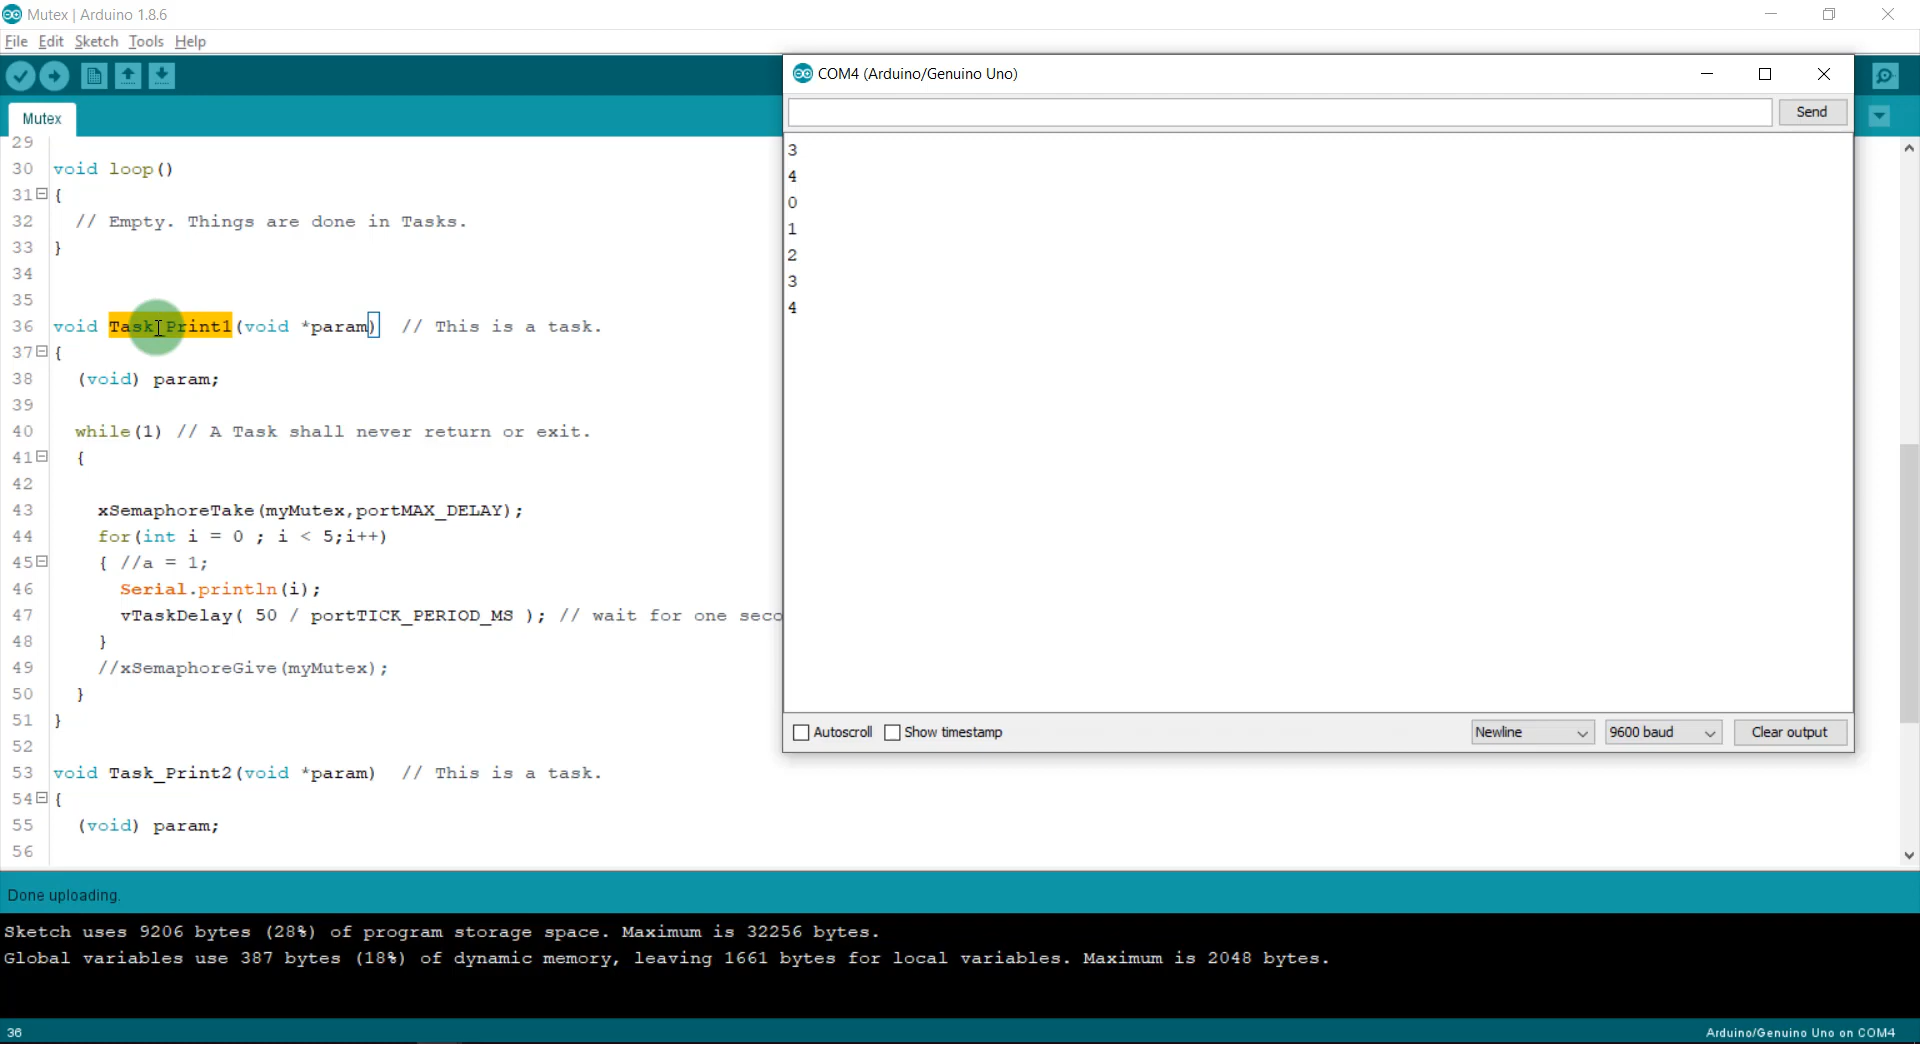 Mutex | Arduino 1.8.6
File Edit Sketch Tools Help
Mutex
29
30 void loop()
31 {
32 // Empty. Things are done in Tasks.
33 }
34
35
36 void Task_Print1(void *param) // This is a task.
37 {
38 (void) param;
39
40 while(1) // A Task shall never return or exit.
41 {
42
43 xSemaphoreTake(myMutex,portMAX_DELAY);
44 for(int i = 0 ; i < 5;i++)
45 { //a = 1;
46 Serial.println(i);
47 vTaskDelay( 50 / portTICK_PERIOD_MS ); // wait for one seco
48 }
49 //xSemaphoreGive(myMutex);
50 }
51 }
52
53 void Task_Print2(void *param) // This is a task.
54 {
55 (void) param;
56
COM4 (Arduino/Genuino Uno)
Send
3
4
0
1
2
3
4
Autoscroll Show timestamp Newline 9600 baud Clear output
Done uploading.
Sketch uses 9206 bytes (28%) of program storage space. Maximum is 32256 bytes.
Global variables use 387 bytes (18%) of dynamic memory, leaving 1661 bytes for local variables. Maximum is 2048 bytes.
36 Arduino/Genuino Uno on COM4